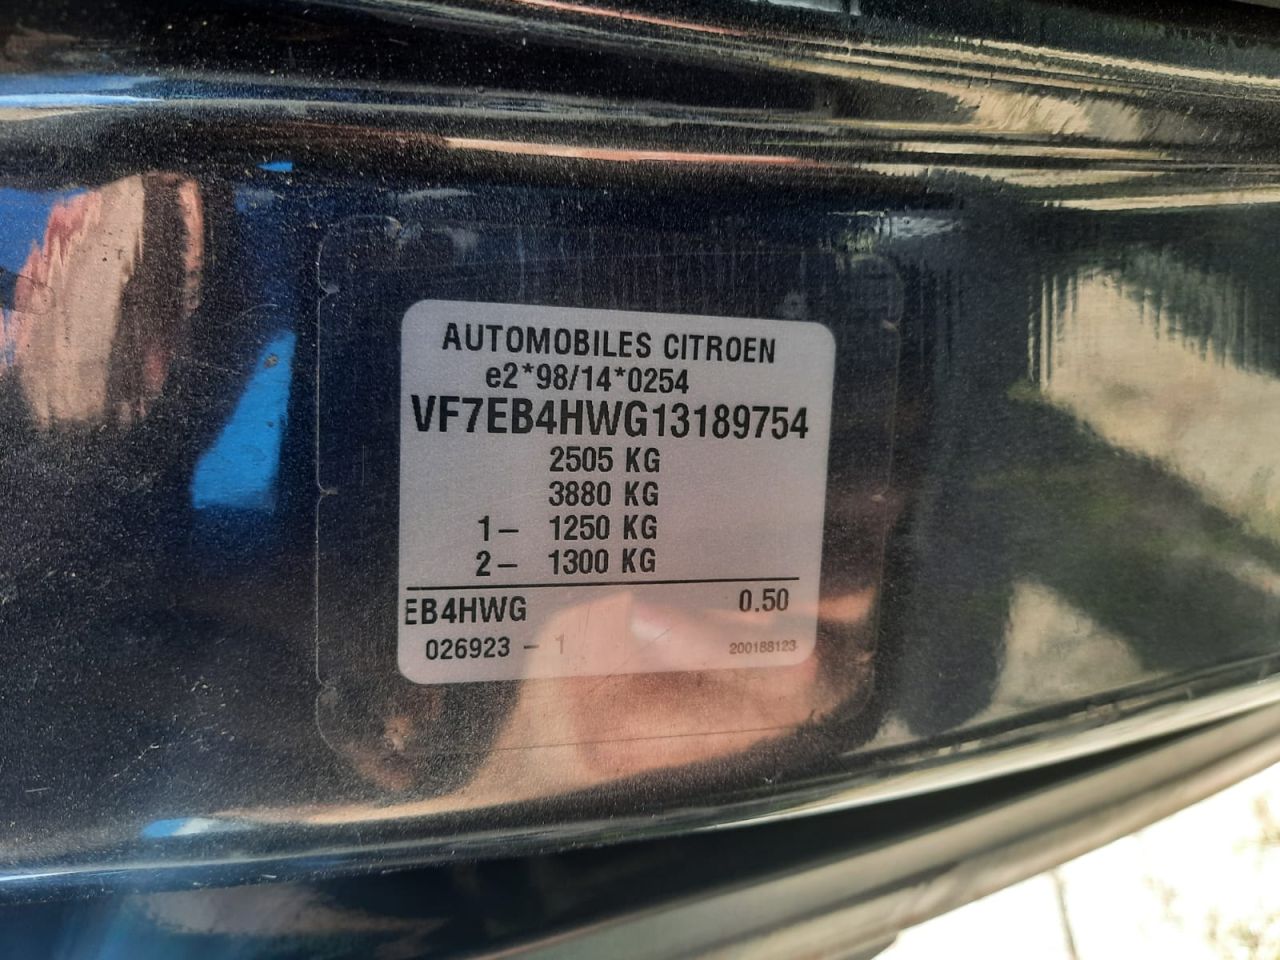 AUTOMOBILES CITROEN
e2*98/14*0254
VF7EB4HWG13189754
2505 KG
3880 KG
1– 1250 KG
2– 1300 KG
EB4HWG 0.50
026923 – 1 200188123